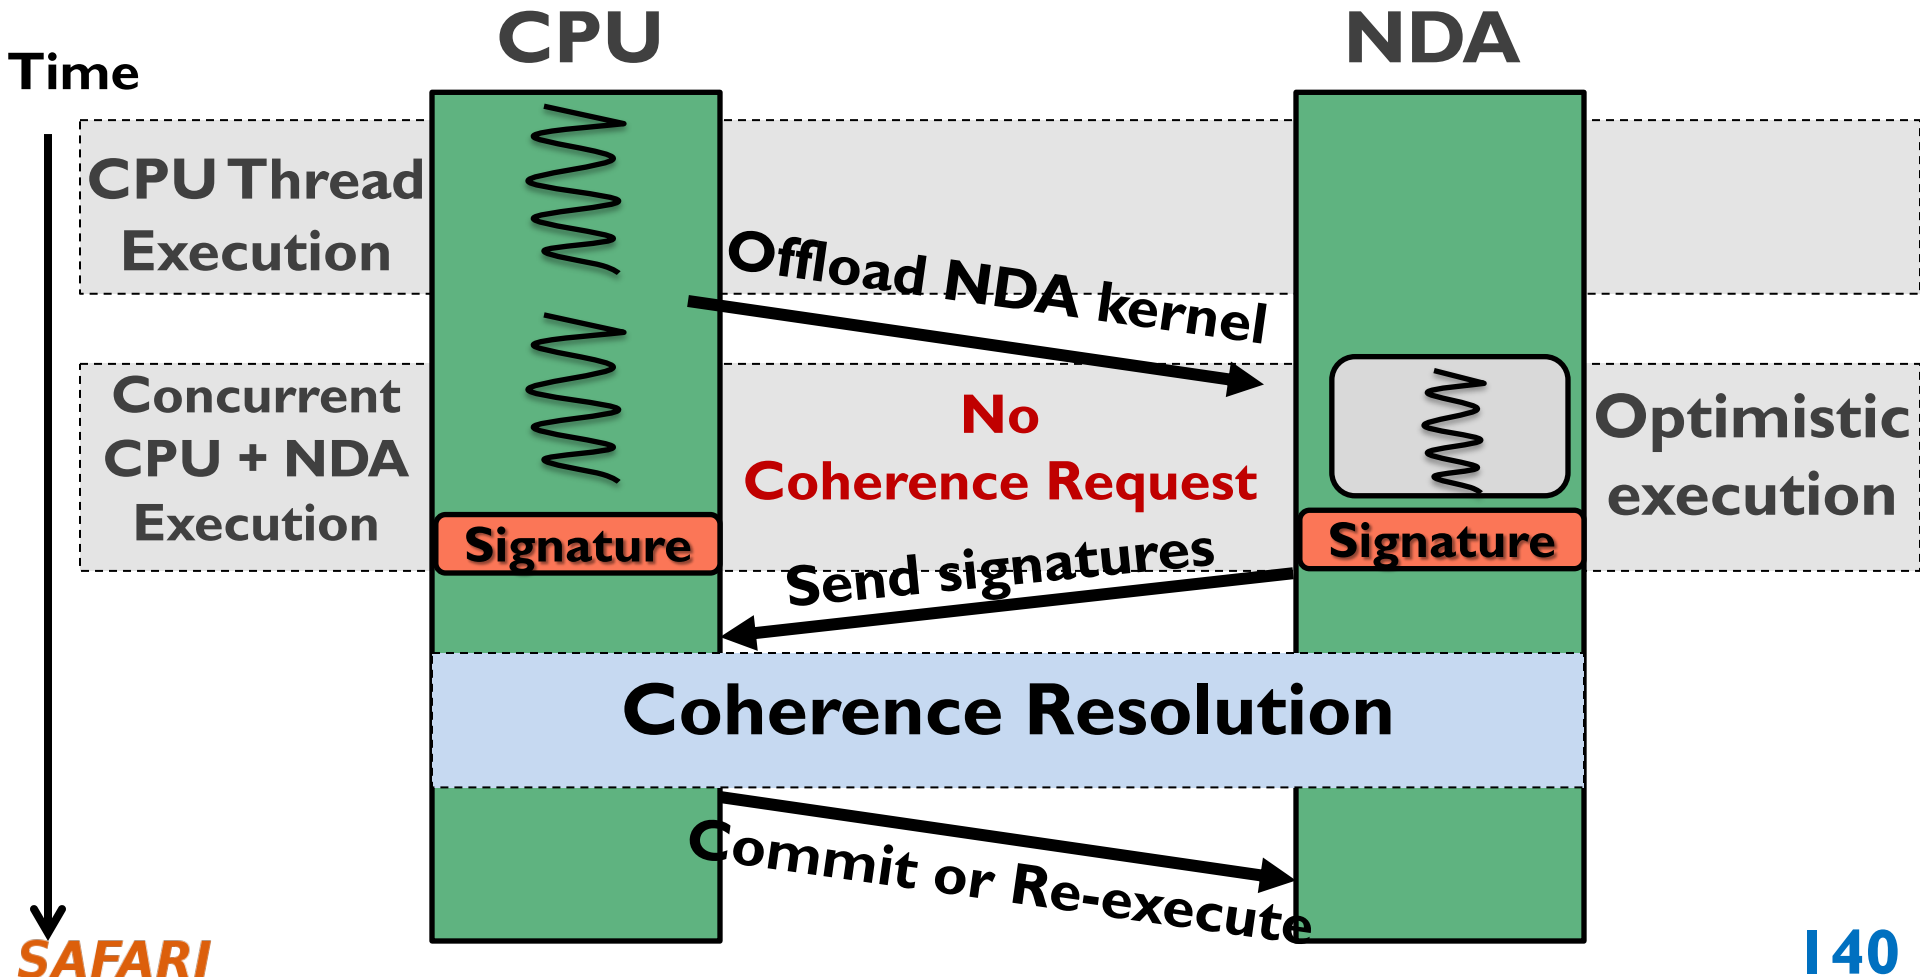 CPU
NDA
Time
CPU Thread
Execution
Offload NDA kernel
Concurrent
CPU + NDA
Execution
No
Coherence Request
Optimistic
execution
Signature
Signature
Send signatures
Coherence Resolution
Commit or Re-execute
SAFARI
140